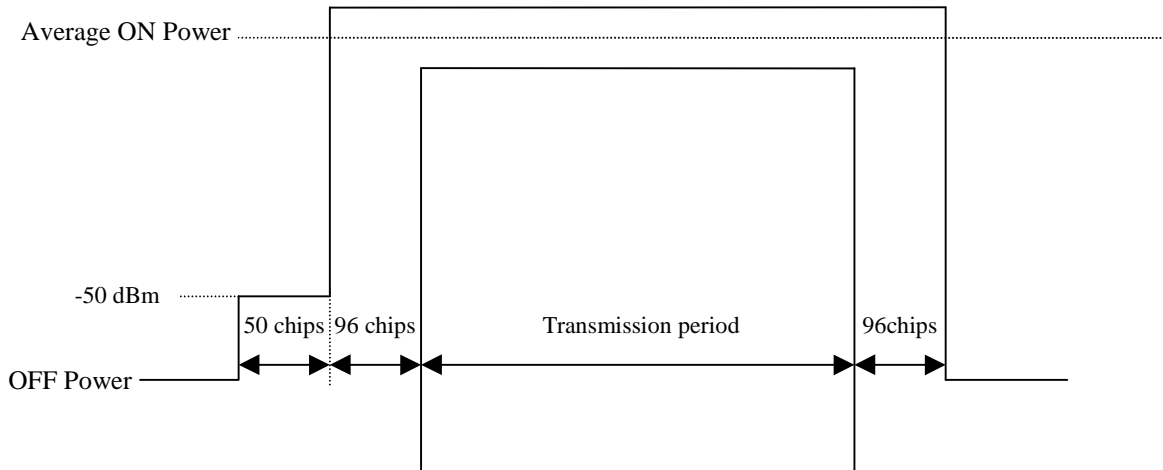 Average ON Power
-50 dBm
50 chips
96 chips
Transmission period
96chips
OFF Power